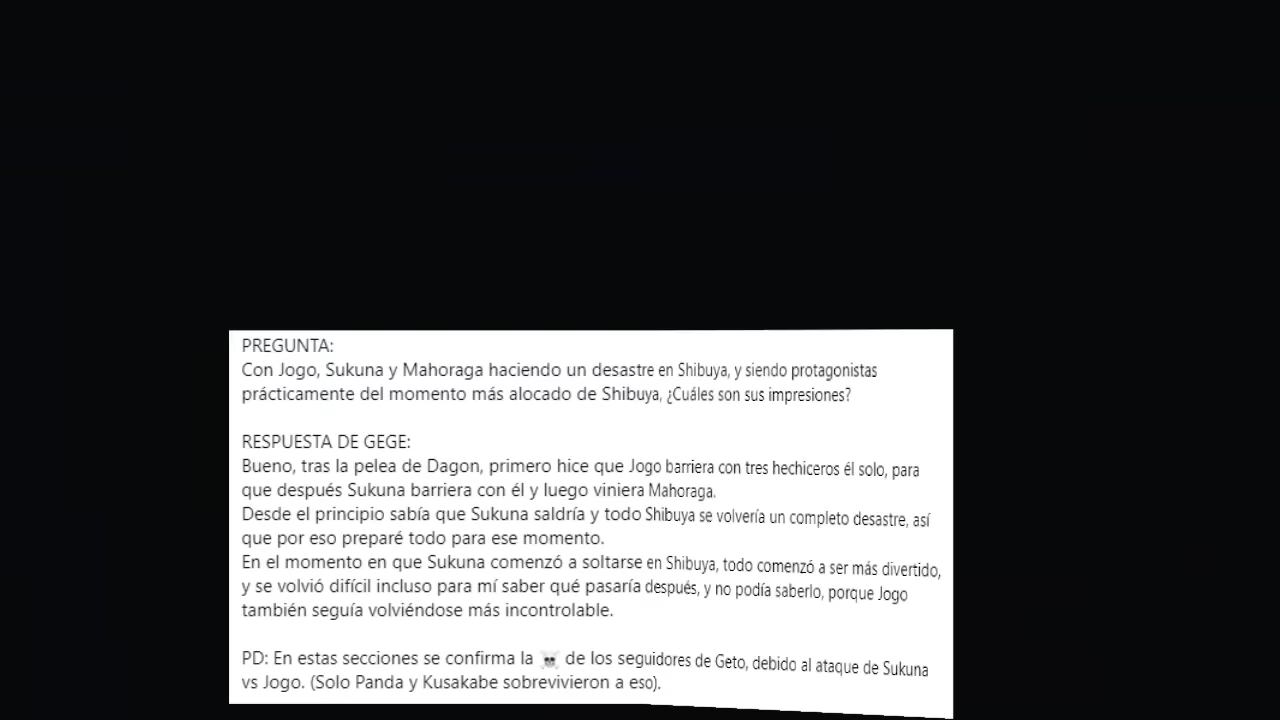 PREGUNTA:
Con Jogo, Sukuna y Mahoraga haciendo un desastre en Shibuya, y siendo protagonistas
prácticamente del momento más alocado de Shibuya, ¿Cuáles son sus impresiones?
RESPUESTA DE GEGE:
Bueno, tras la pelea de Dagon, primero hice que Jogo barriera con tres hechiceros él solo, para
que después Sukuna barriera con él y luego viniera Mahoraga.
Desde el principio sabía que Sukuna saldría y todo Shibuya se volvería un completo desastre, así
que por eso preparé todo para ese momento.
En el momento en que Sukuna comenzó a soltarse en Shibuya, todo comenzó a ser más divertido,
y se volvió difícil incluso para mí saber qué pasaría después, y no podía saberlo, porque Jogo
también seguía volviéndose más incontrolable.
PD: En estas secciones se confirma la ☠️ de los seguidores de Geto, debido al ataque de Sukuna
vs Jogo. (Solo Panda y Kusakabe sobrevivieron a eso).